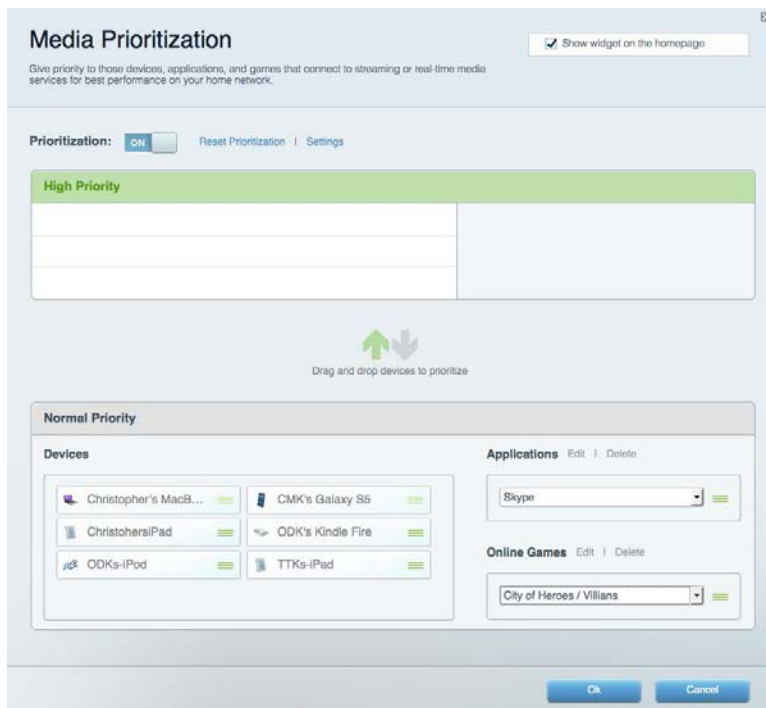 Media Prioritization
Show widget on the homepage
Give priority to those devices, applications, and games that connect to streaming or real-time media
services for best performance on your home network.
Prioritization: ON Reset Prioritization | Settings
High Priority
Drag and drop devices to prioritize
Normal Priority
Devices
Applications Edit | Delete
Christopher's MacB... CMK's Galaxy S5
Skype
ChristohersiPad ODK's Kindle Fire
ODKs-iPod TTKs-iPad
Online Games Edit | Delete
City of Heroes / Villians
Ok Cancel